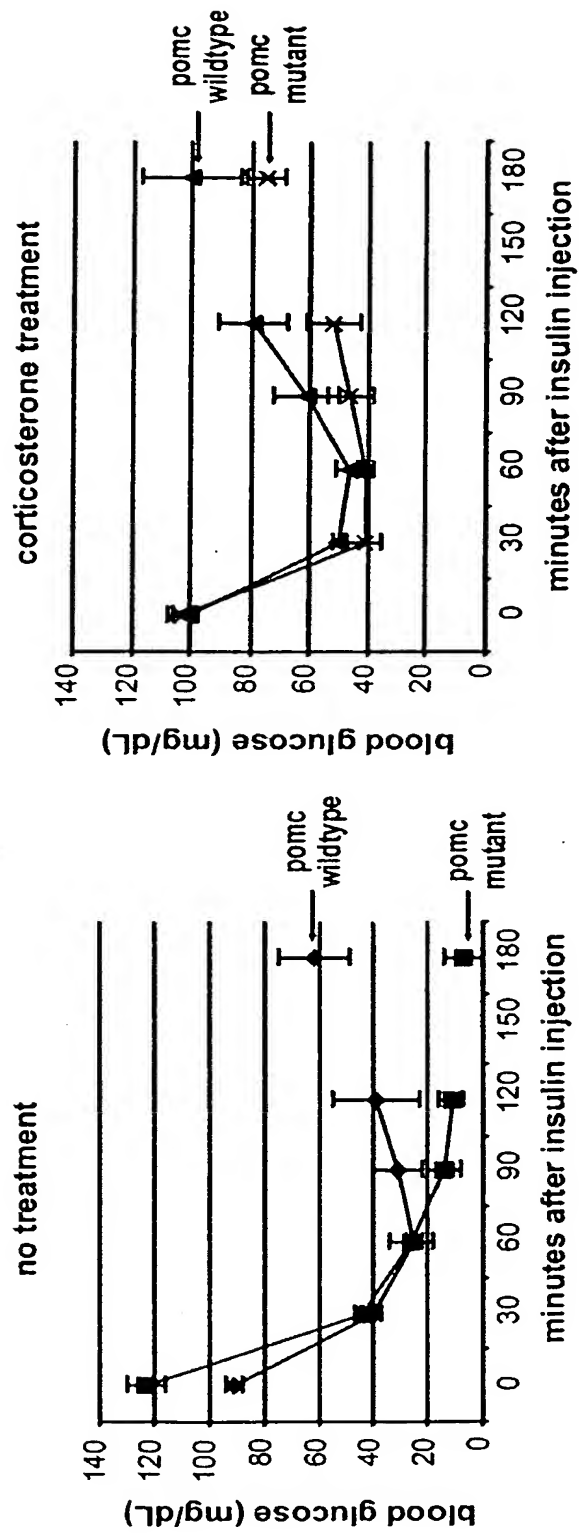 no treatment
blood glucose (mg/dL)
140
120
100
80
60
40
20
0
0 30 60 90 120 150 180
minutes after insulin injection
pomc
wildtype
pomc
mutant
corticosterone treatment
blood glucose (mg/dL)
140
120
100
80
60
40
20
0
0 30 60 90 120 150 180
minutes after insulin injection
pomc
wildtype
pomc
mutant